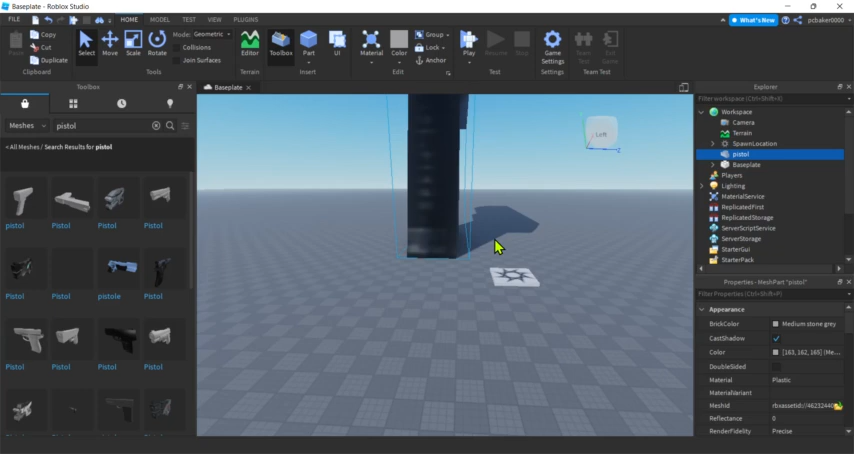 Baseplate - Roblox Studio
FILE HOME MODEL TEST VIEW PLUGINS What's New pcbaker0000
Paste Copy Cut Duplicate
Select Move Scale Rotate Mode: Geometric Collisions Join Surfaces
Editor Toolbox Part UI
Material Color Group Lock Anchor
Play Resume Stop Game Settings Team Test Exit Game
Clipboard Tools Terrain Insert Edit Test Settings Team Test
Toolbox
Meshes pistol
< All Meshes / Search Results for pistol
pistol Pistol Pistol Pistol
Pistol Pistol pistole Pistol
Pistol Pistol Pistol Pistol
Baseplate
Left
Z
Explorer
Filter workspace (Ctrl+Shift+X)
Workspace
Camera
Terrain
SpawnLocation
pistol
Baseplate
Players
Lighting
MaterialService
ReplicatedFirst
ReplicatedStorage
ServerScriptService
ServerStorage
StarterGui
StarterPack
Properties - MeshPart "pistol"
Filter Properties (Ctrl+Shift+P)
Appearance
BrickColor Medium stone grey
CastShadow
Color [163, 162, 165] (Me...
DoubleSided
Material Plastic
MaterialVariant
MeshId rbxassetid://46232440
Reflectance 0
RenderFidelity Precise